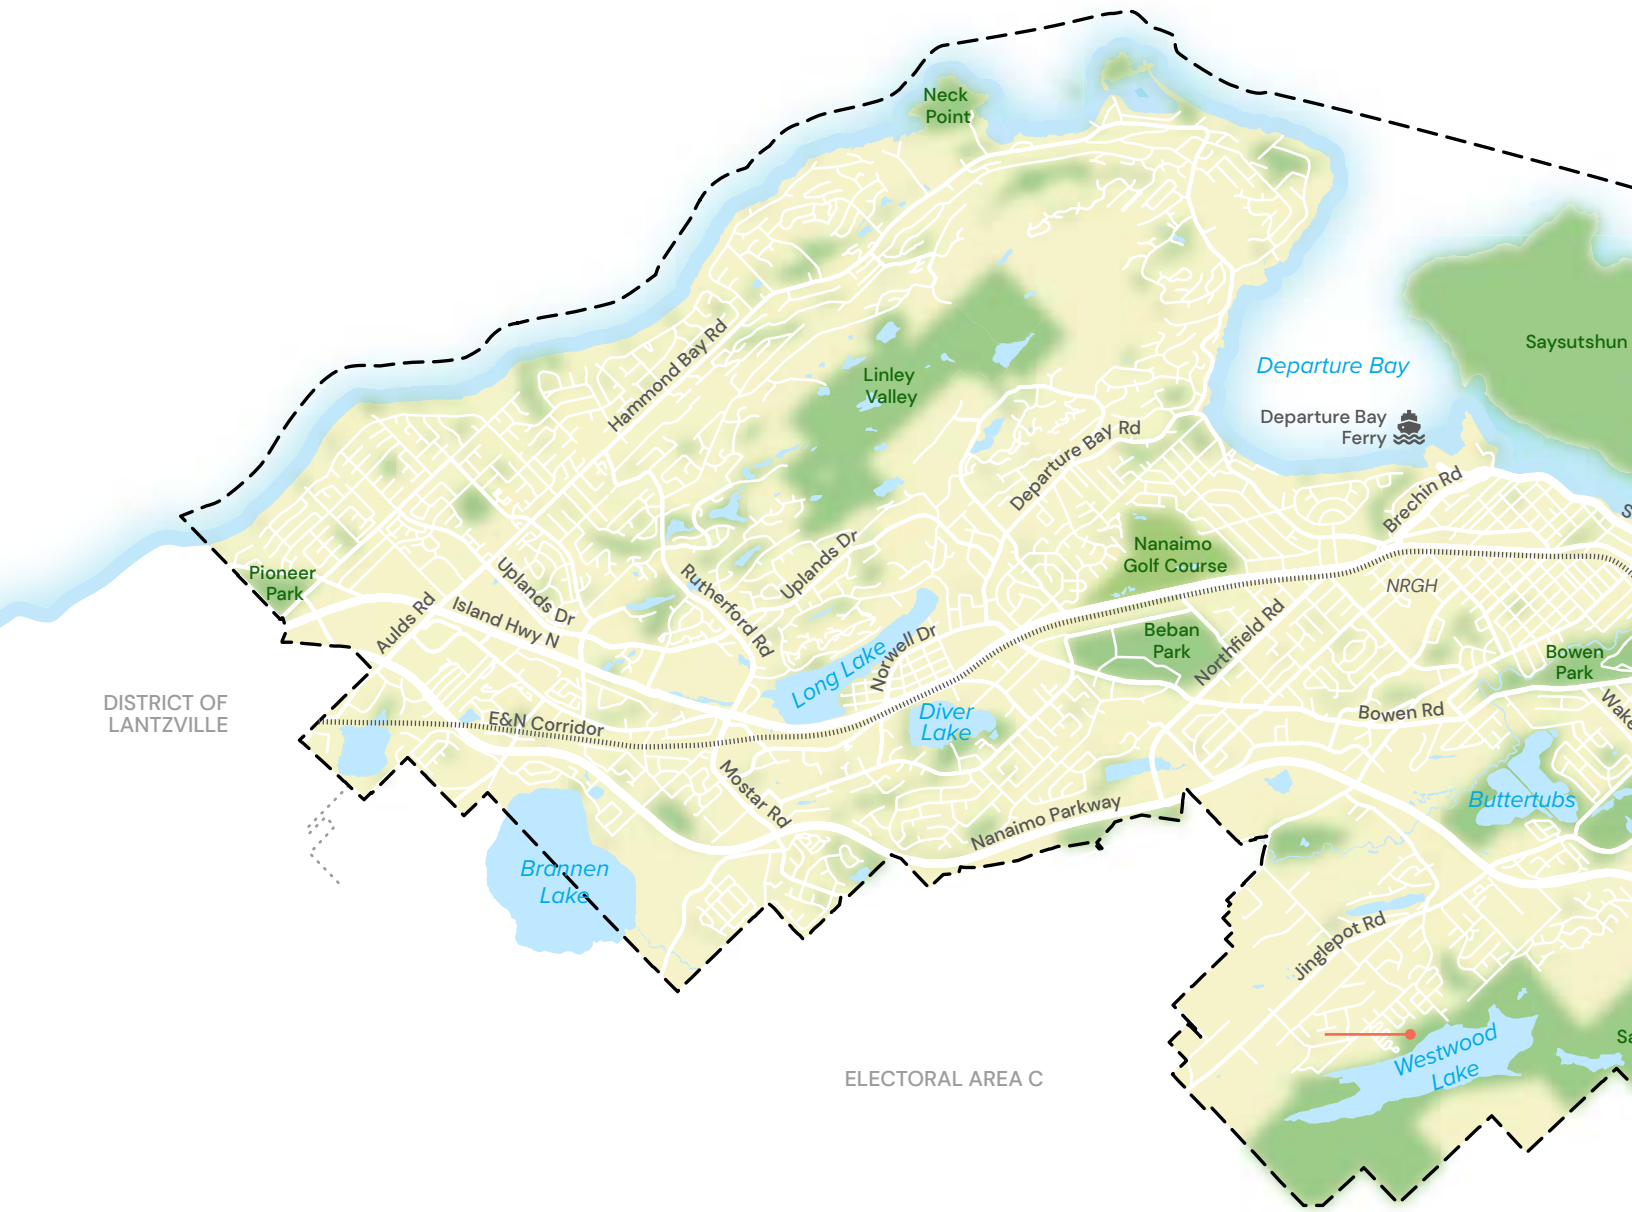 Neck
Point
Saysutshun
Departure Bay
Hammond Bay Rd
Linley
Valley
Departure Bay
Ferry
Departure Bay Rd
Brechin Rd
Nanaimo
Golf Course
Uplands Dr
Pioneer
Park
Uplands Dr
Rutherford Rd
NRGH
Aulds Rd
Island Hwy N
Norwell Dr
Beban
Park
Northfield Rd
Long Lake
Bowen
Park
DISTRICT OF
LANTZVILLE
E&N Corridor
Diver
Lake
Bowen Rd
Mostar Rd
Nanaimo Parkway
Buttertubs
Brannen
Lake
Jinglepot Rd
Westwood
Lake
ELECTORAL AREA C